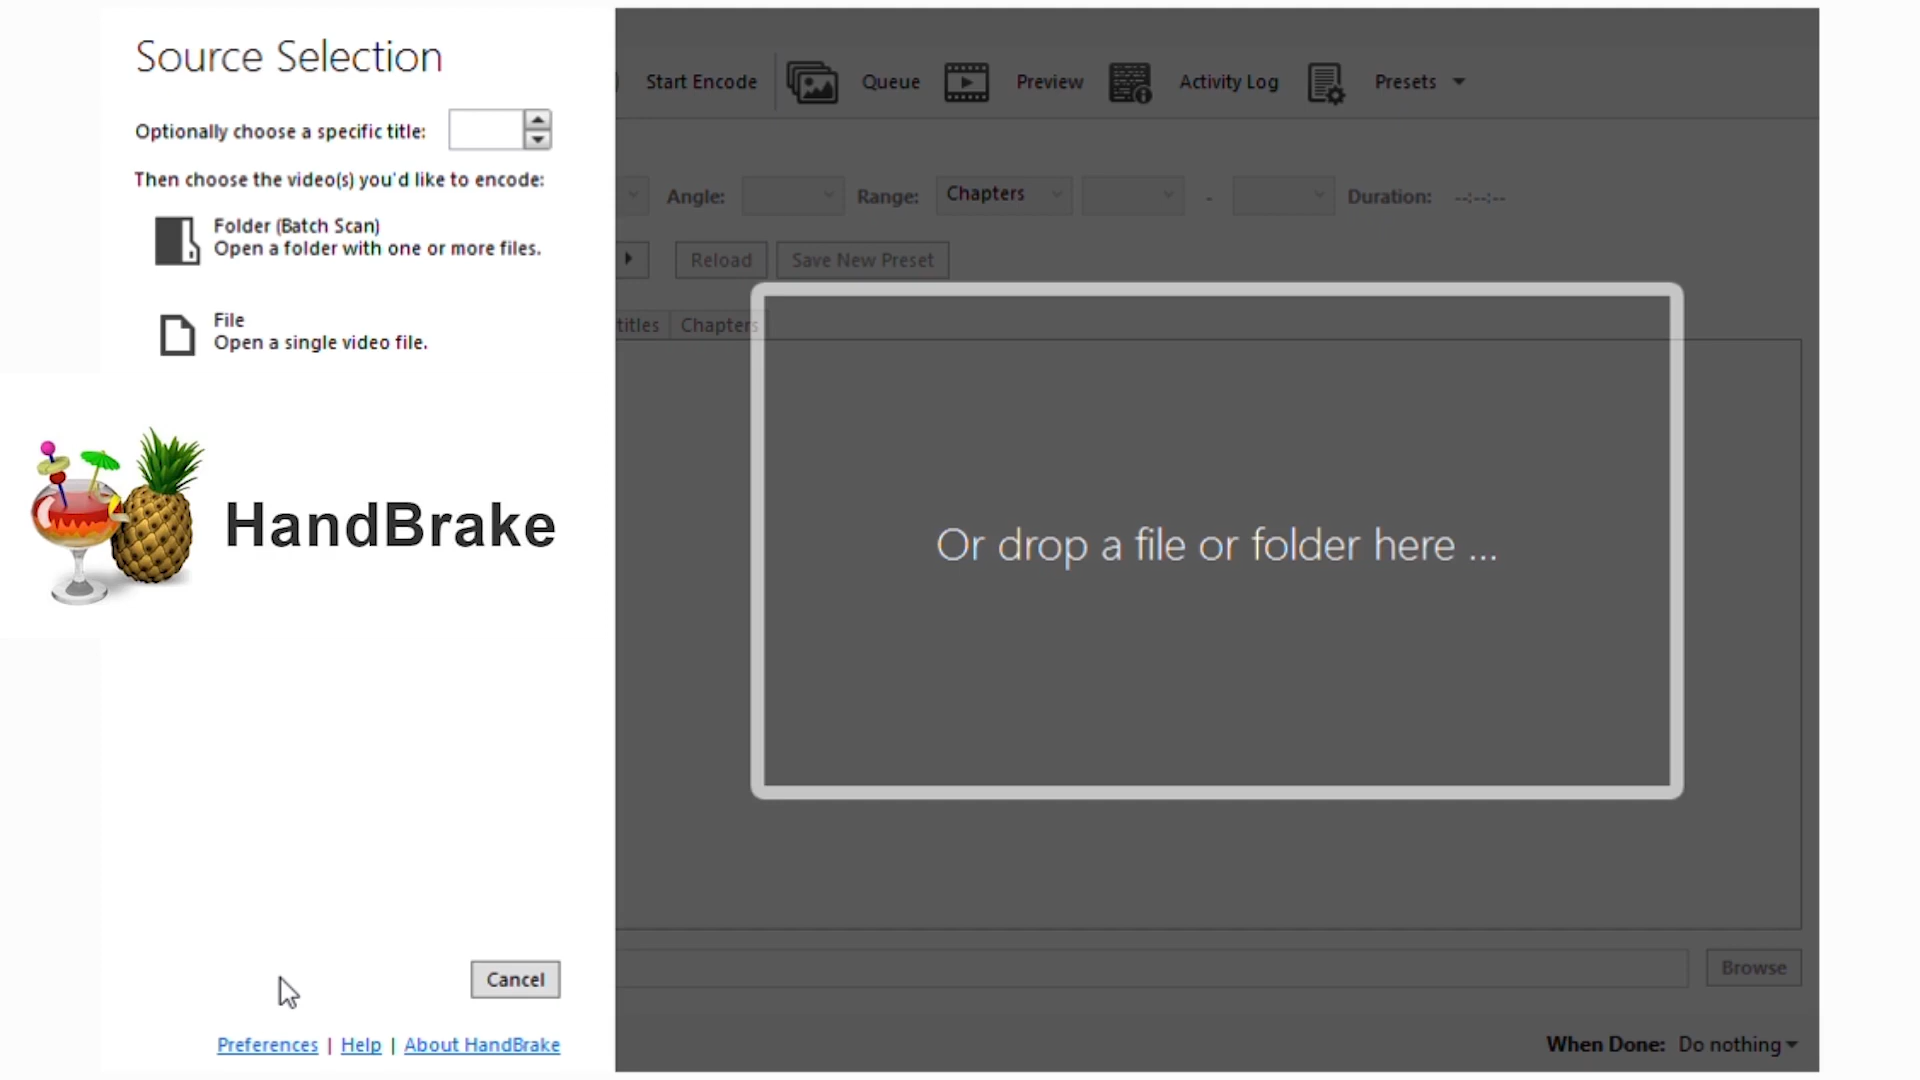 Source Selection
Optionally choose a specific title:
Then choose the video(s) you'd like to encode:
Folder (Batch Scan)
Open a folder with one or more files.
File
Open a single video file.
HandBrake
Cancel
Preferences | Help | About HandBrake
Start Encode Queue Preview Activity Log Presets
Angle: Range: Chapters - Duration: --:--:--
Reload Save New Preset
titles Chapters
Or drop a file or folder here ...
Browse
When Done: Do nothing